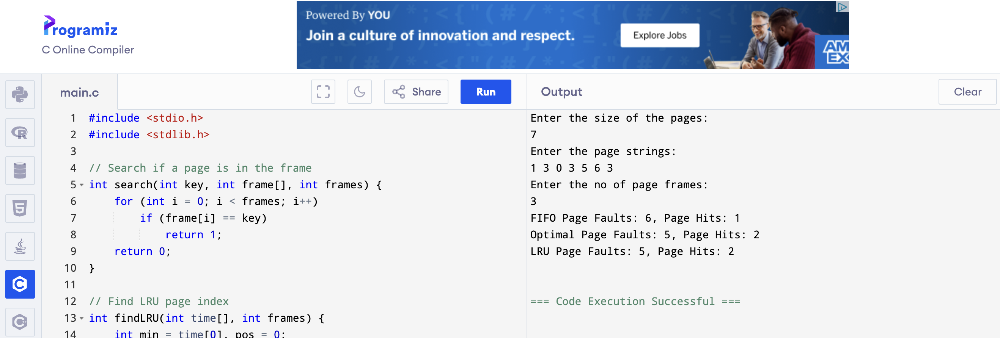 Programiz
C Online Compiler
Powered By YOU
Join a culture of innovation and respect.
Explore Jobs
AM
EX
main.c
Share
Run
Output
Clear
1 #include <stdio.h>
2 #include <stdlib.h>
3
4 // Search if a page is in the frame
5 int search(int key, int frame[], int frames) {
6     for (int i = 0; i < frames; i++)
7         if (frame[i] == key)
8             return 1;
9     return 0;
10 }
11
12 // Find LRU page index
13 int findLRU(int time[], int frames) {
14     int min = time[0], pos = 0;
Enter the size of the pages:
7
Enter the page strings:
1 3 0 3 5 6 3
Enter the no of page frames:
3
FIFO Page Faults: 6, Page Hits: 1
Optimal Page Faults: 5, Page Hits: 2
LRU Page Faults: 5, Page Hits: 2
=== Code Execution Successful ===
R
5
C
C++